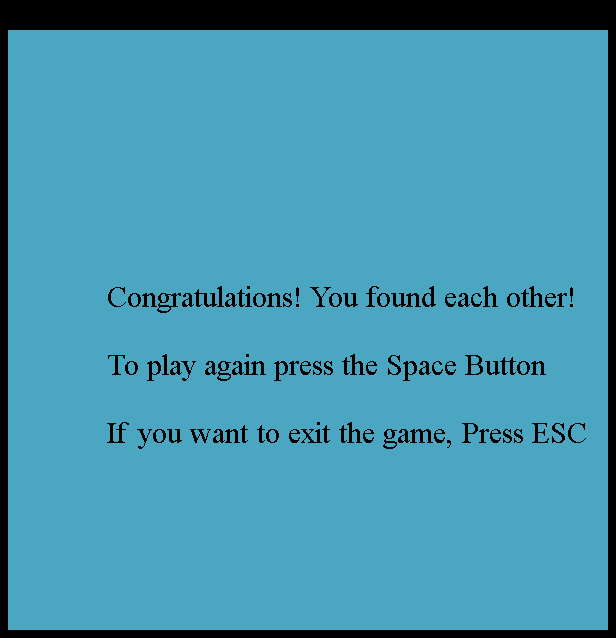 Congratulations! You found each other!
To play again press the Space Button
If you want to exit the game, Press ESC